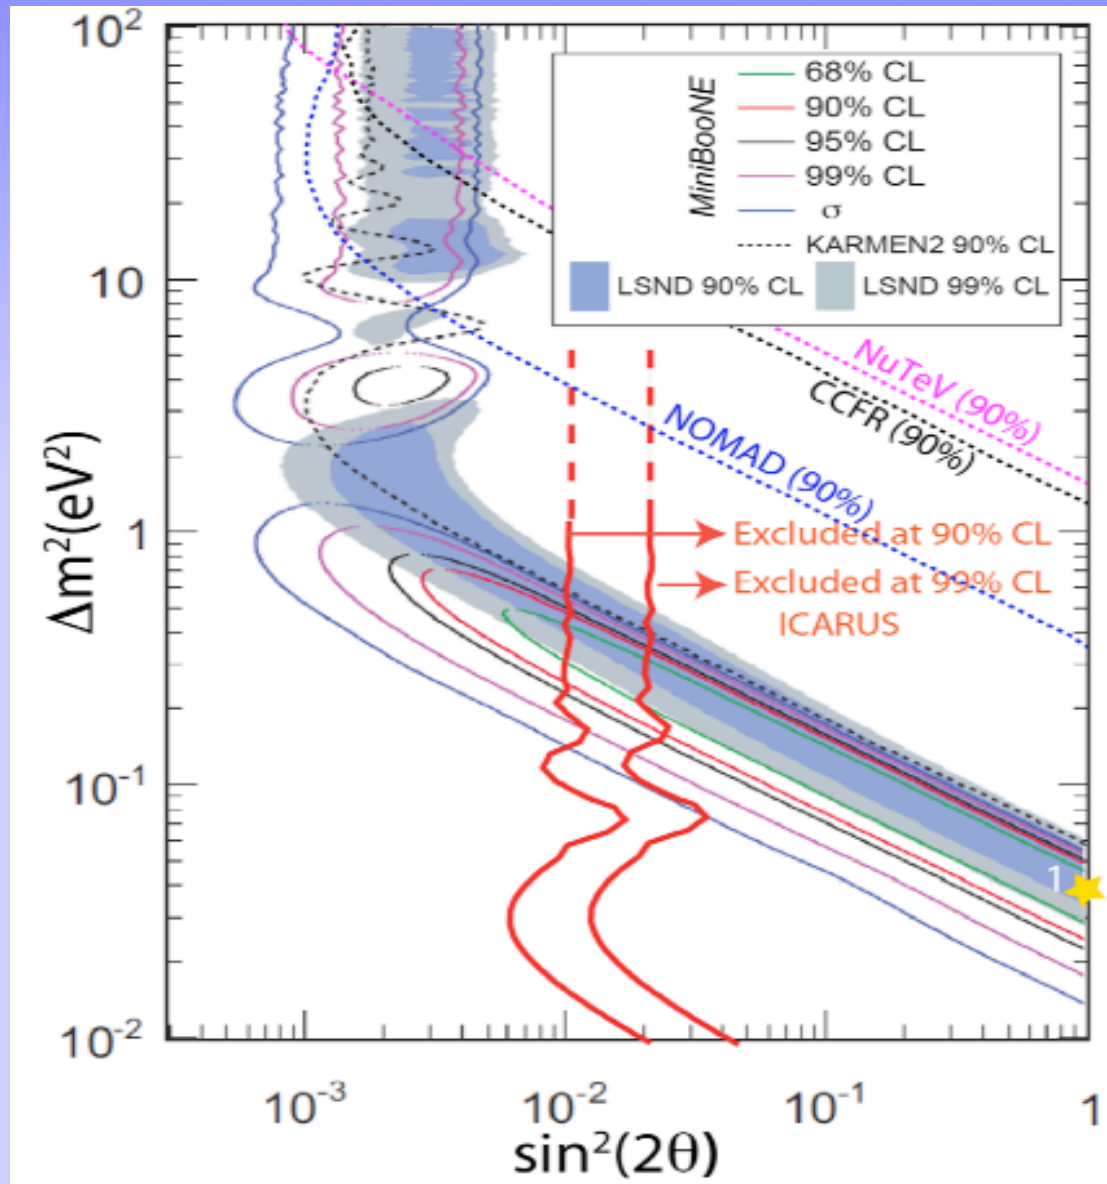 10²
10
1
10⁻¹
10⁻²
Δm²(eV²)
MiniBooNE
68% CL
90% CL
95% CL
99% CL
σ
KARMEN2 90% CL
LSND 90% CL
LSND 99% CL
NuTeV (90%)
CCFR (90%)
NOMAD (90%)
Excluded at 90% CL
Excluded at 99% CL
ICARUS
1
10⁻³
10⁻²
10⁻¹
1
sin²(2θ)